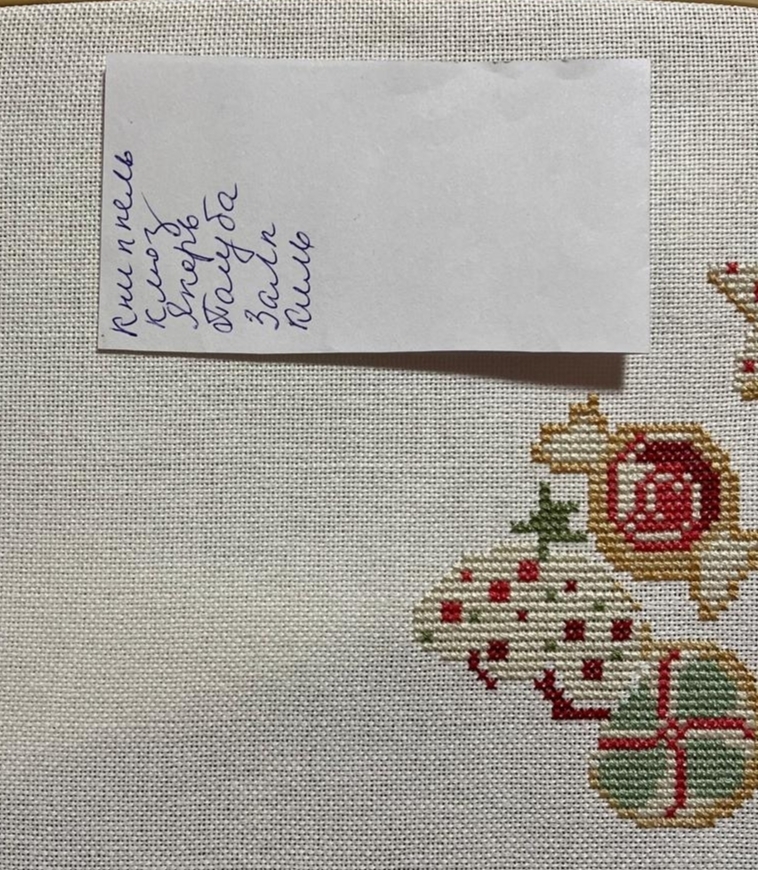 Книппель
Клюз
Якорь
Палуба
Залп
Киль